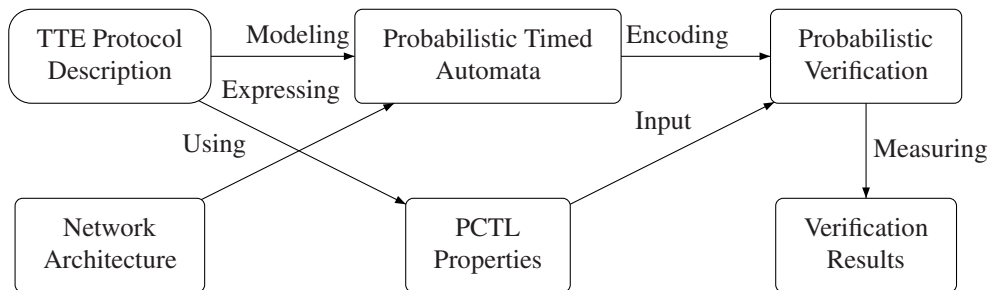 TTE Protocol
Description
Modeling
Probabilistic Timed
Automata
Encoding
Probabilistic
Verification
Expressing
Using
Input
Measuring
Network
Architecture
PCTL
Properties
Verification
Results